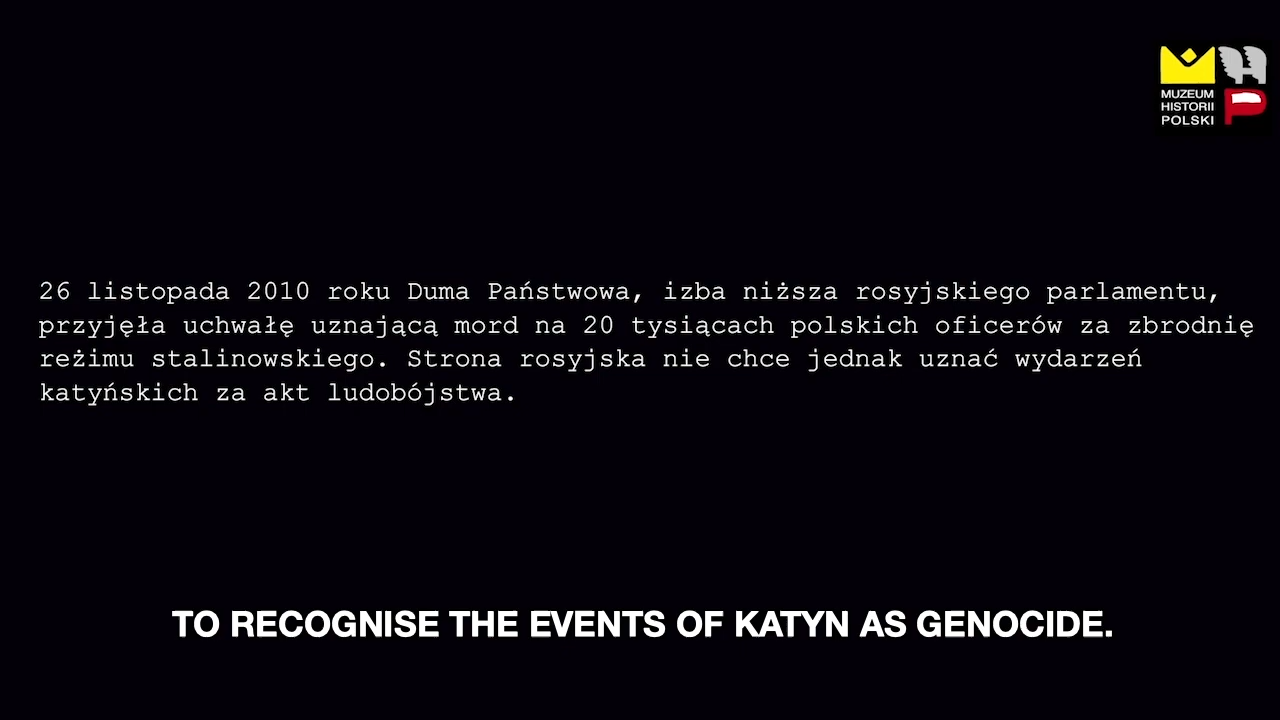 MUZEUM
HISTORII
POLSKI
26 listopada 2010 roku Duma Państwowa, izba niższa rosyjskiego parlamentu,
przyjęła uchwałę uznającą mord na 20 tysiącach polskich oficerów za zbrodnię
reżimu stalinowskiego. Strona rosyjska nie chce jednak uznać wydarzeń
katyńskich za akt ludobójstwa.
TO RECOGNISE THE EVENTS OF KATYN AS GENOCIDE.